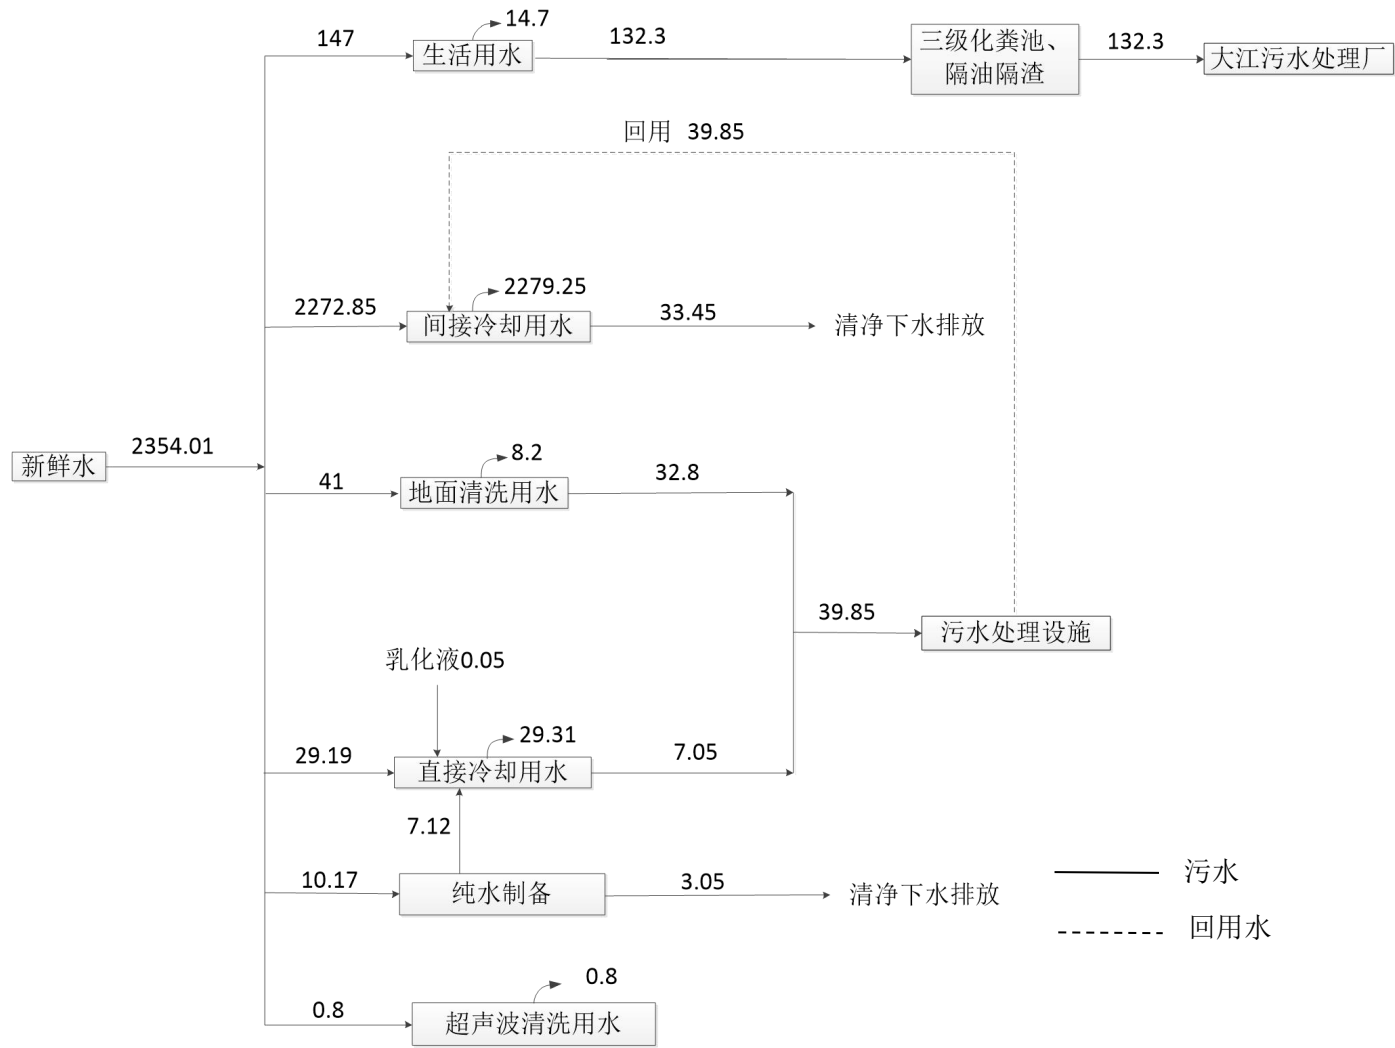 147
生活用水
14.7
132.3
三级化粪池、
隔油隔渣
132.3
大江污水处理厂
回用 39.85
2272.85
间接冷却用水
2279.25
33.45
清净下水排放
新鲜水
2354.01
41
地面清洗用水
8.2
32.8
39.85
污水处理设施
乳化液0.05
29.19
直接冷却用水
29.31
7.05
7.12
10.17
纯水制备
3.05
清净下水排放
污水
回用水
0.8
超声波清洗用水
0.8